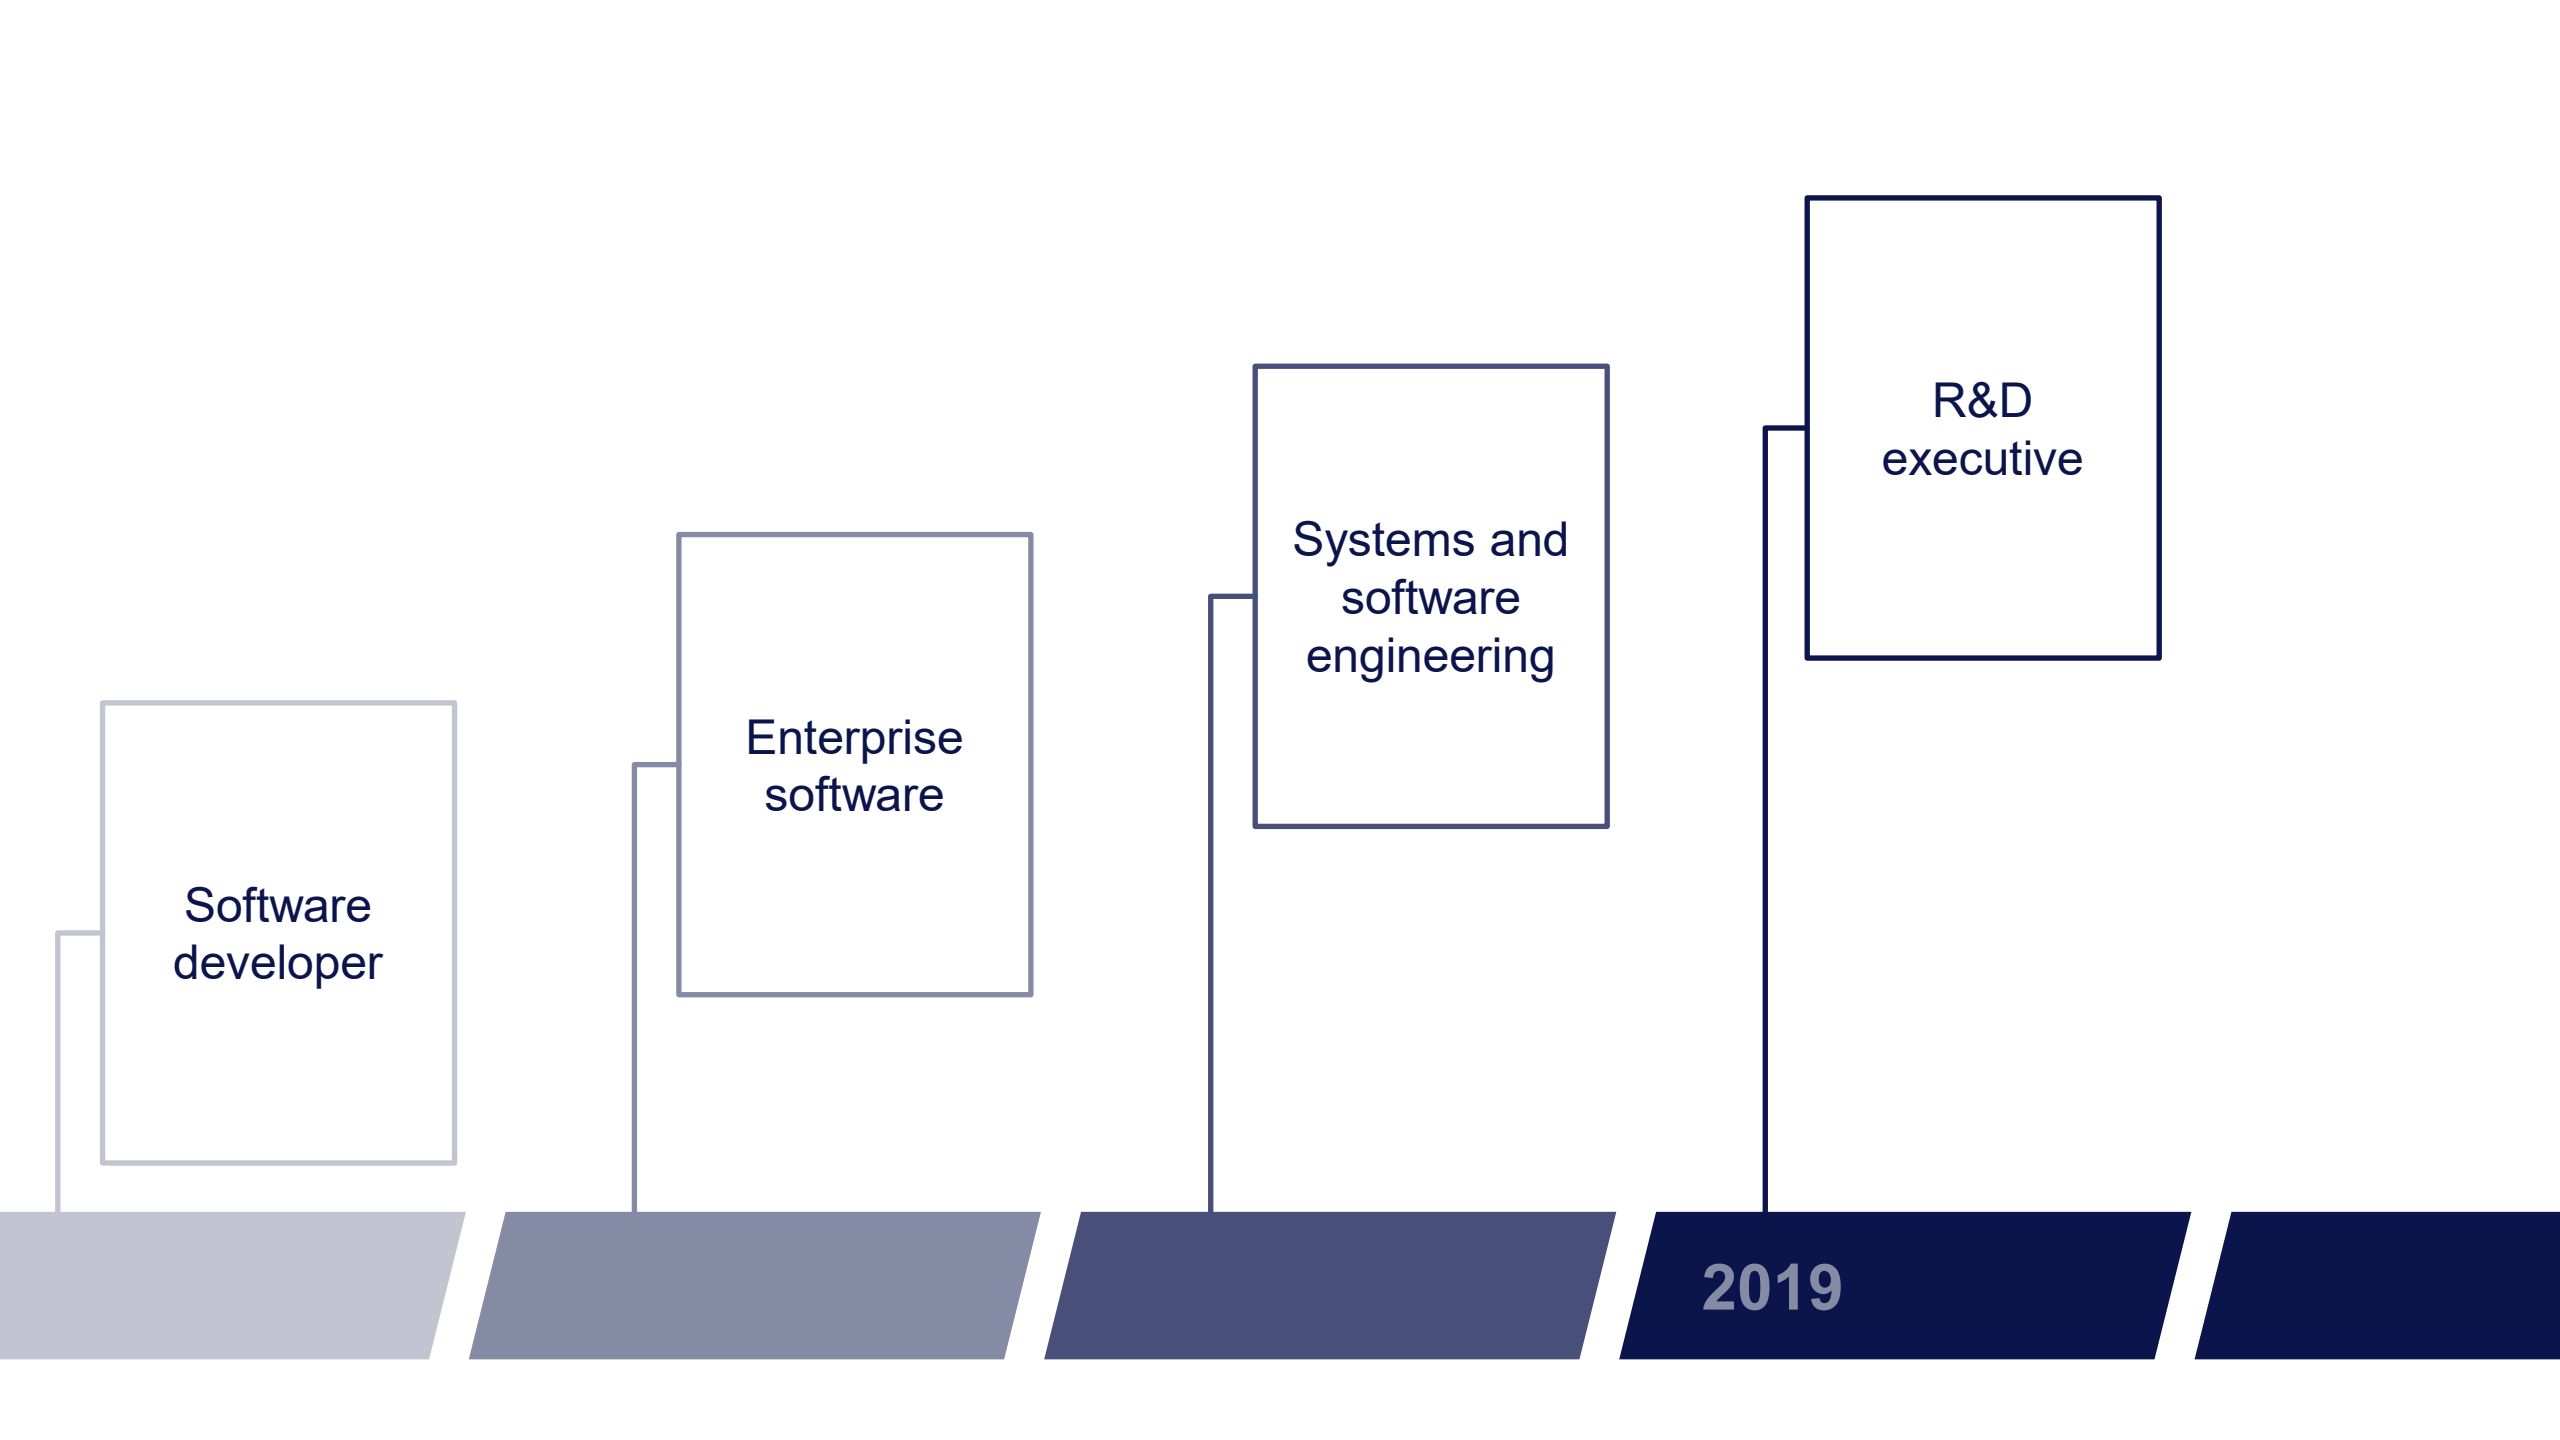 Software
developer
Enterprise
software
Systems and
software
engineering
R&D
executive
2019